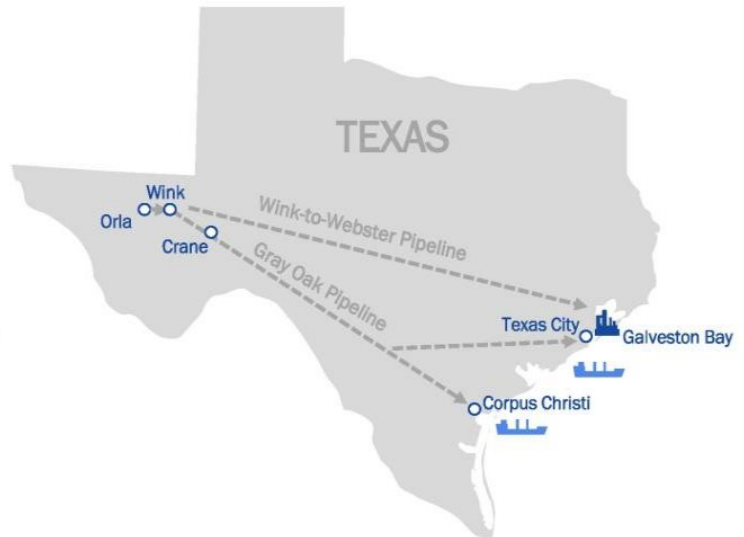 TEXAS
Wink
Orla
Crane
Wink-to-Webster Pipeline
Gray Oak Pipeline
Texas City
Galveston Bay
Corpus Christi